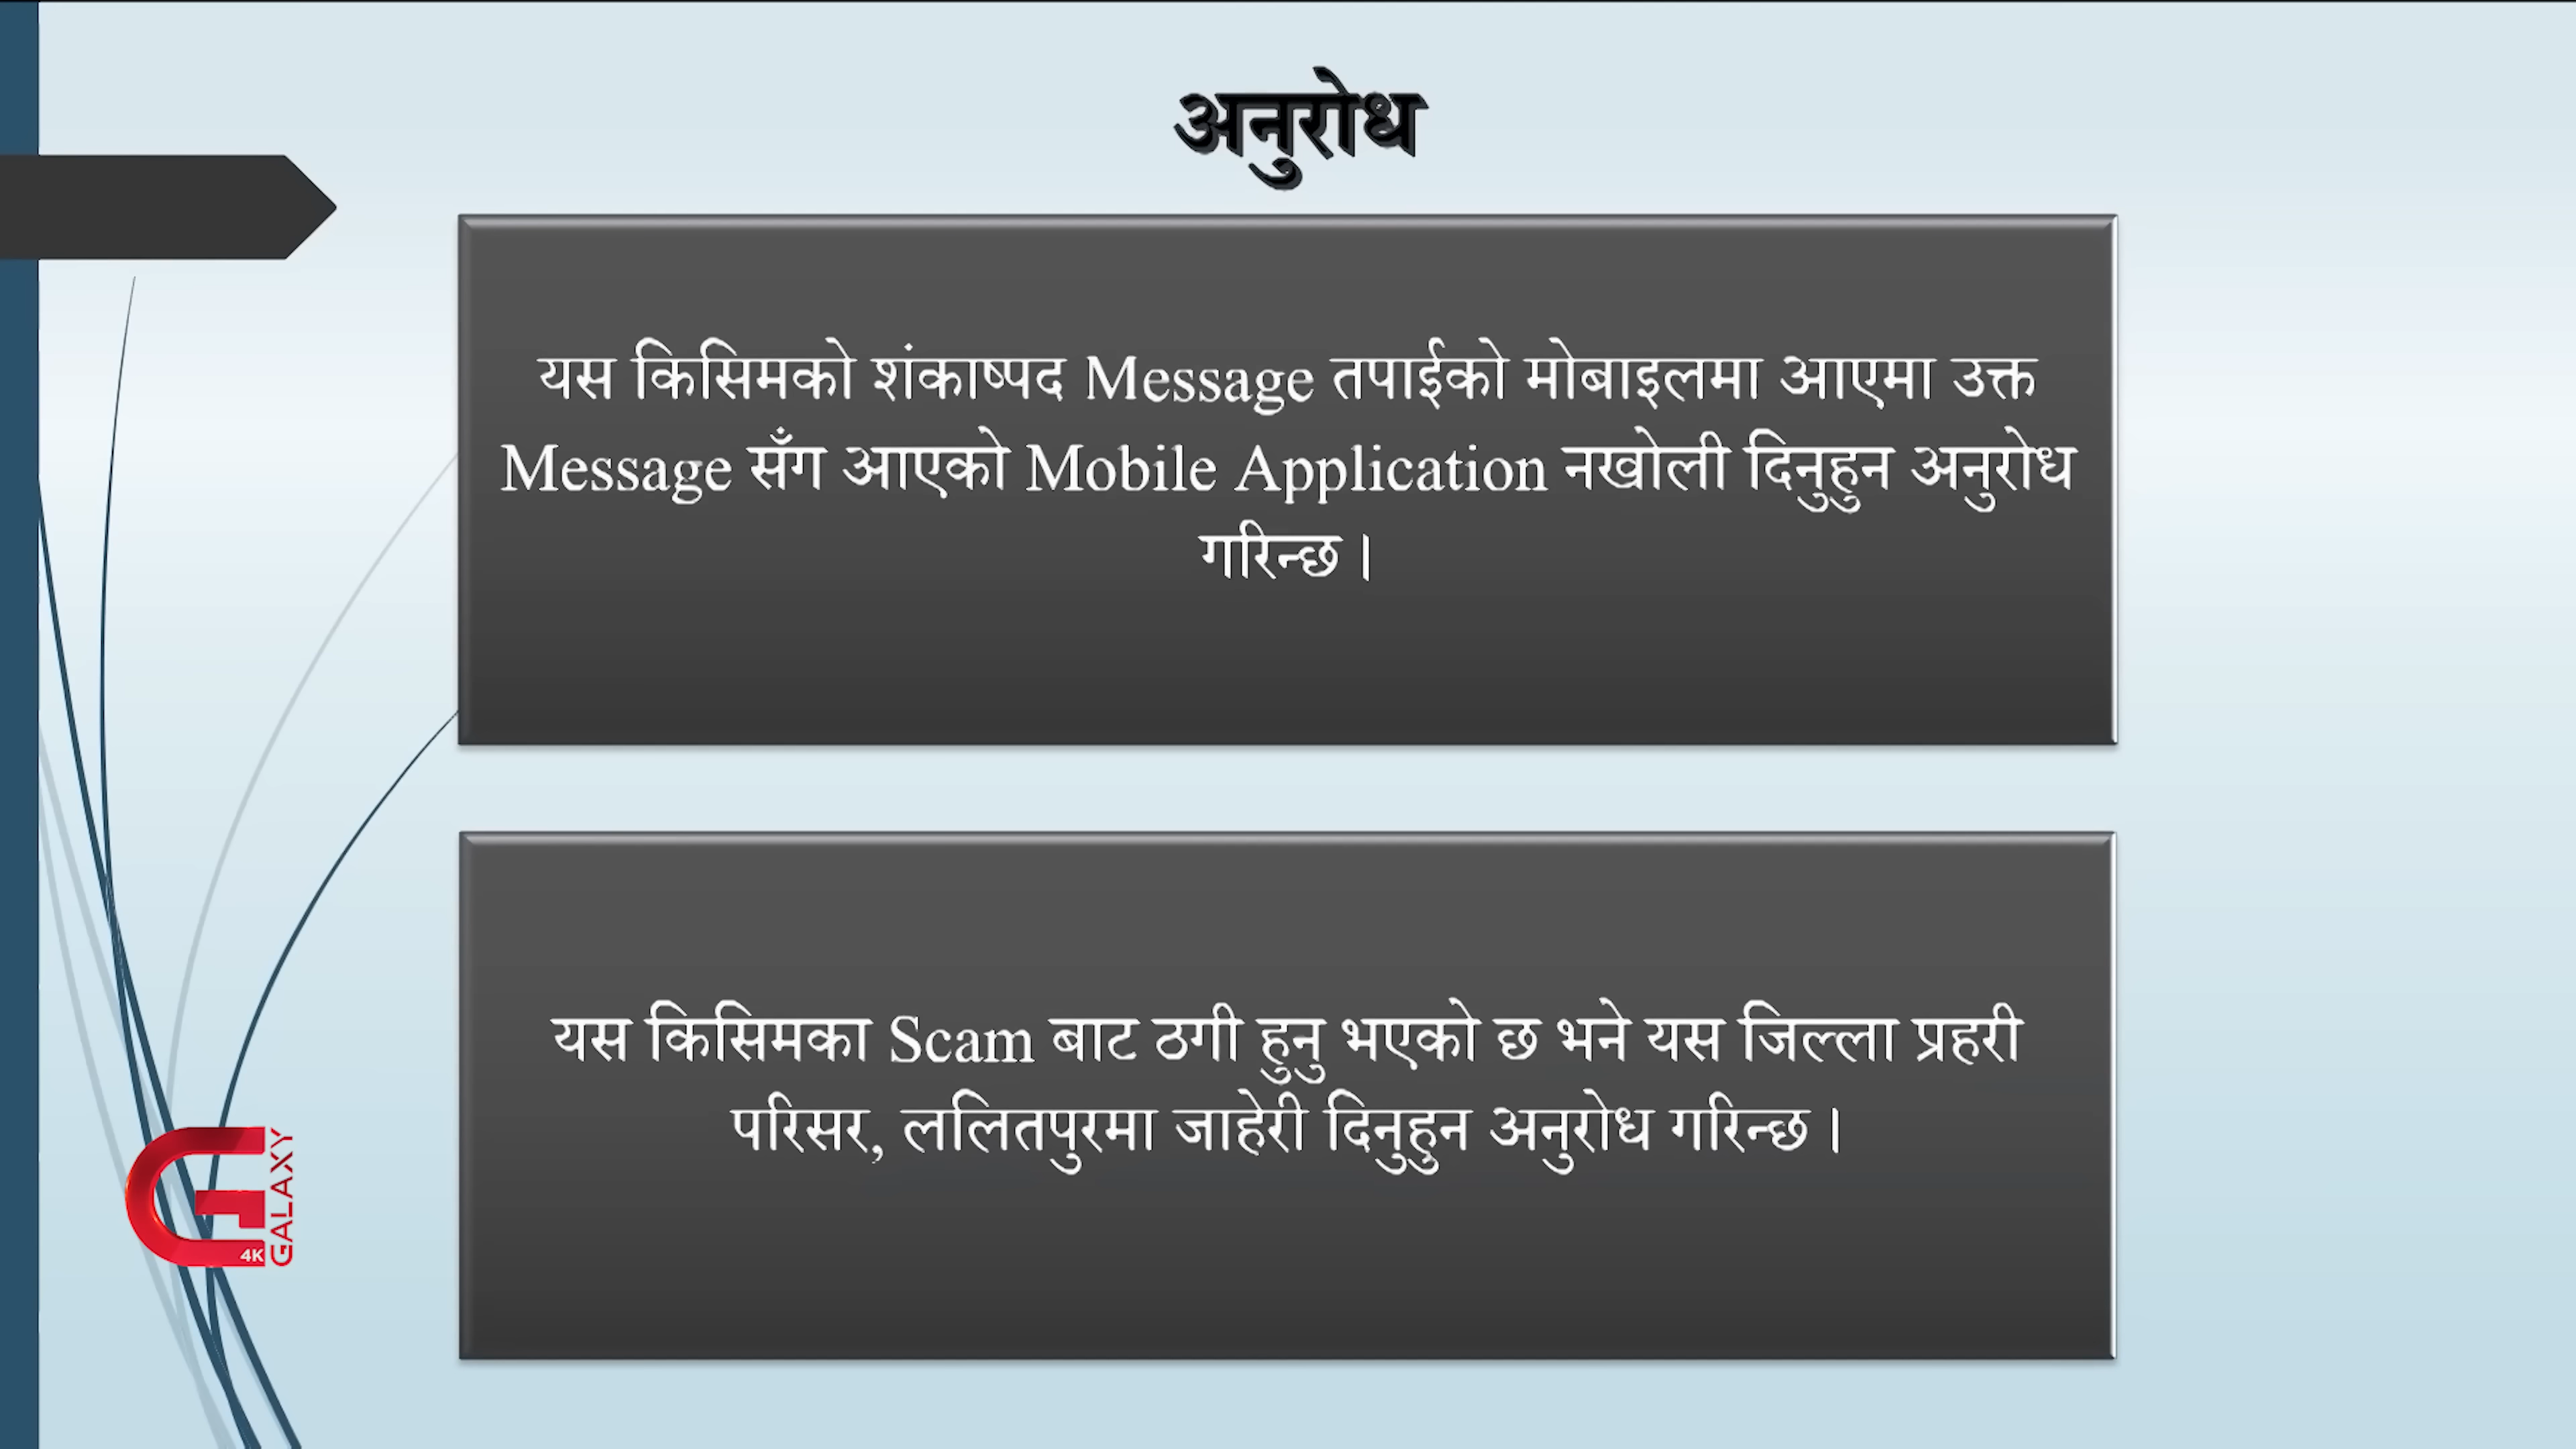 अनुरोध
यस किसिमको शंकाष्पद Message तपाईको मोबाइलमा आएमा उक्त
Message सँग आएको Mobile Application नखोली दिनुहुन अनुरोध
गरिन्छ ।
यस किसिमका Scam बाट ठगी हुनु भएको छ भने यस जिल्ला प्रहरी
परिसर, ललितपुरमा जाहेरी दिनुहुन अनुरोध गरिन्छ ।
4K
GALAXY